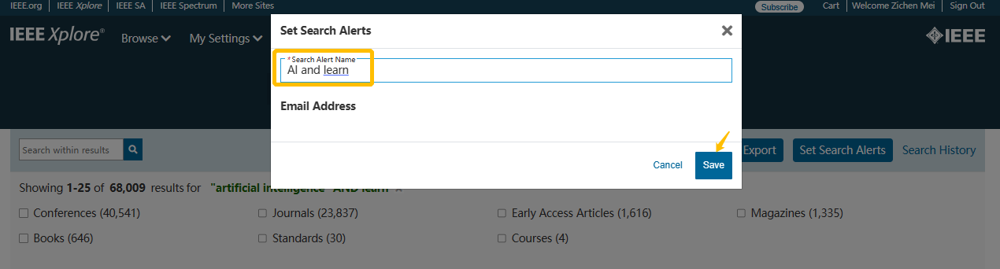 IEEE.org IEEE Xplore IEEE SA IEEE Spectrum More Sites Subscribe Cart Welcome Zichen Mei Sign Out
IEEE Xplore® Browse My Settings IEEE
Set Search Alerts
* Search Alert Name
AI and learn
Email Address
Cancel Save
Search within results Export Set Search Alerts Search History
Showing 1-25 of 68,009 results for "artificial intelligence" AND learn
Conferences (40,541) Journals (23,837) Early Access Articles (1,616) Magazines (1,335)
Books (646) Standards (30) Courses (4)